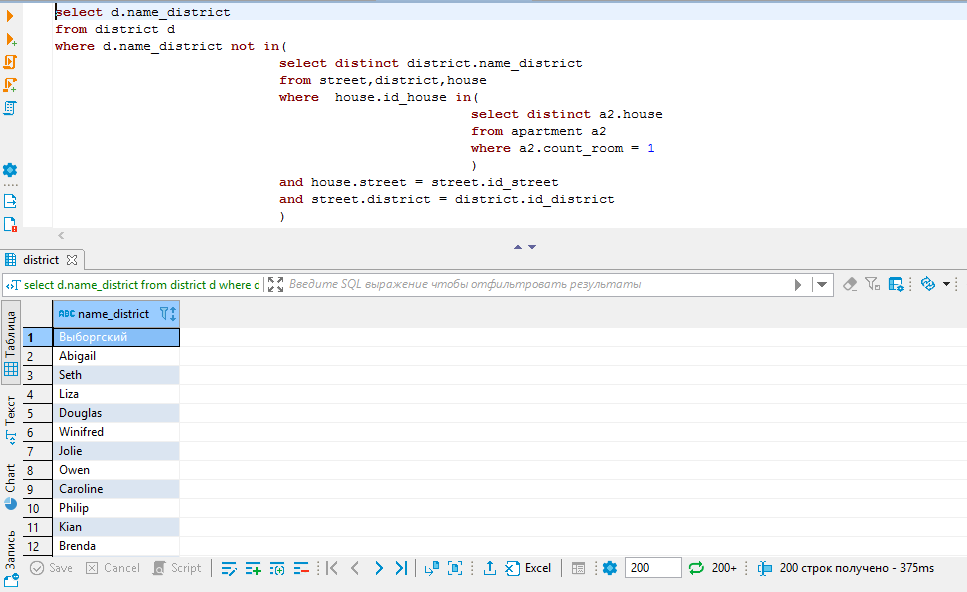 select d.name_district
from district d
where d.name_district not in(
select distinct district.name_district
from street,district,house
where  house.id_house in(
select distinct a2.house
from apartment a2
where a2.count_room = 1
)
and house.street = street.id_street
and street.district = district.id_district
)
district
select d.name_district from district d where d
Введите SQL выражение чтобы отфильтровать результаты
Таблица
Текст
Chart
Запись
ABC name_district
1 Выборгский
2 Abigail
3 Seth
4 Liza
5 Douglas
6 Winifred
7 Jolie
8 Owen
9 Caroline
10 Philip
11 Kian
12 Brenda
Save Cancel Script Excel 200 200+ 200 строк получено - 375ms